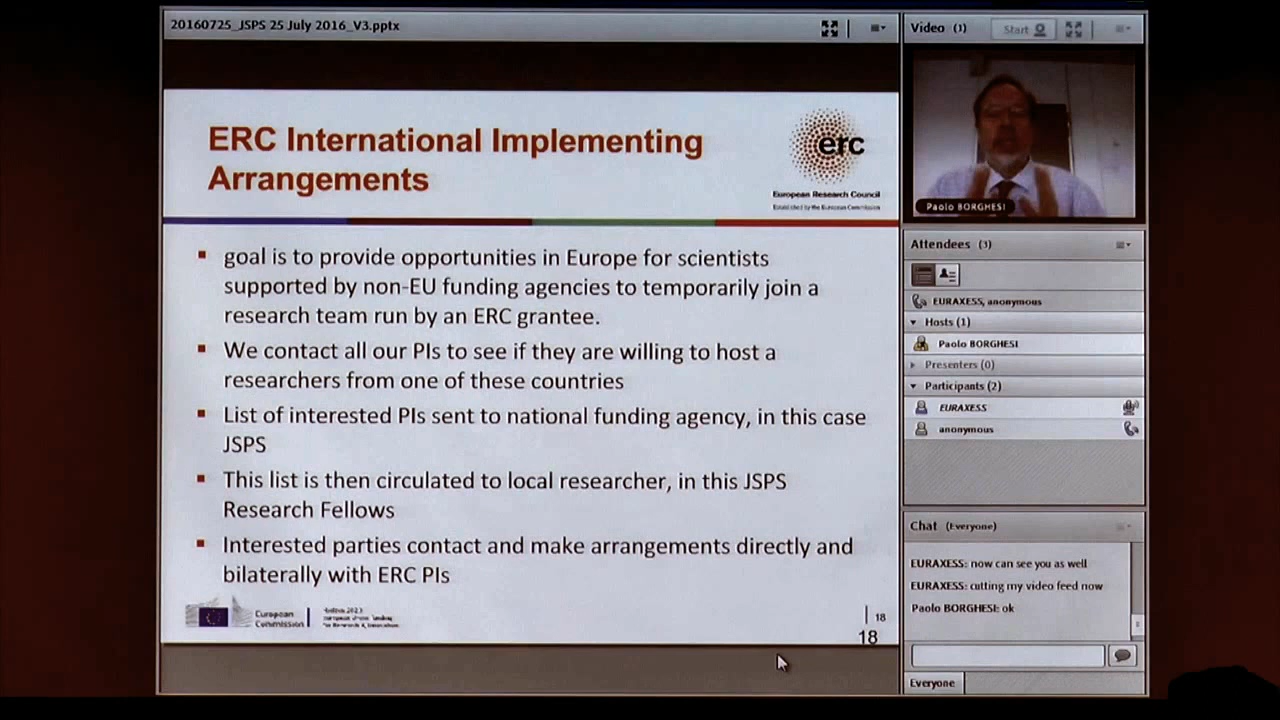 20160725_JSPS 25 July 2016_V3.pptx
ERC International Implementing
Arrangements
erc
European Research Council
Established by the European Commission
▪ goal is to provide opportunities in Europe for scientists
supported by non-EU funding agencies to temporarily join a
research team run by an ERC grantee.
▪ We contact all our PIs to see if they are willing to host a
researchers from one of these countries
▪ List of interested PIs sent to national funding agency, in this case
JSPS
▪ This list is then circulated to local researcher, in this JSPS
Research Fellows
▪ Interested parties contact and make arrangements directly and
bilaterally with ERC PIs
European
Commission
18
18
Video (1)
Start
Paolo BORGHESI
Attendees (3)
EURAXESS, anonymous
Hosts (1)
Paolo BORGHESI
Presenters (0)
Participants (2)
EURAXESS
anonymous
Chat (Everyone)
EURAXESS: now can see you as well
EURAXESS: cutting my video feed now
Paolo BORGHESI: ok
Everyone